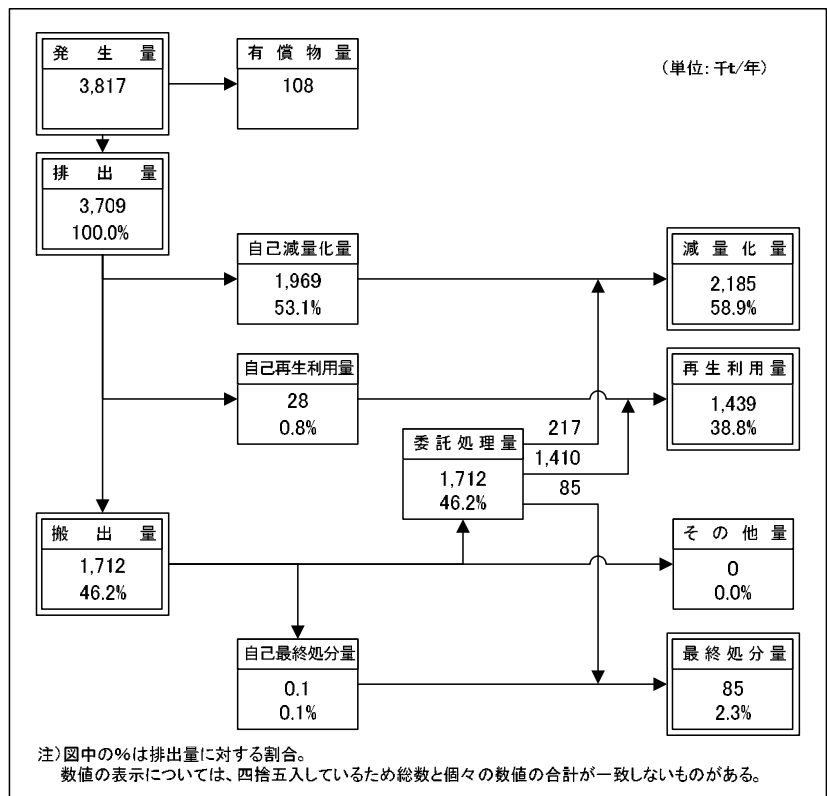 発生量
3,817
有償物量
108
(単位:千t/年)
排出量
3,709
100.0%
自己減量化量
1,969
53.1%
減量化量
2,185
58.9%
自己再生利用量
28
0.8%
再生利用量
1,439
38.8%
委託処理量
1,712
46.2%
217
1,410
85
搬出量
1,712
46.2%
その他量
0
0.0%
自己最終処分量
0.1
0.1%
最終処分量
85
2.3%
注)図中の%は排出量に対する割合。
数値の表示については、四捨五入しているため総数と個々の数値の合計が一致しないものがある。